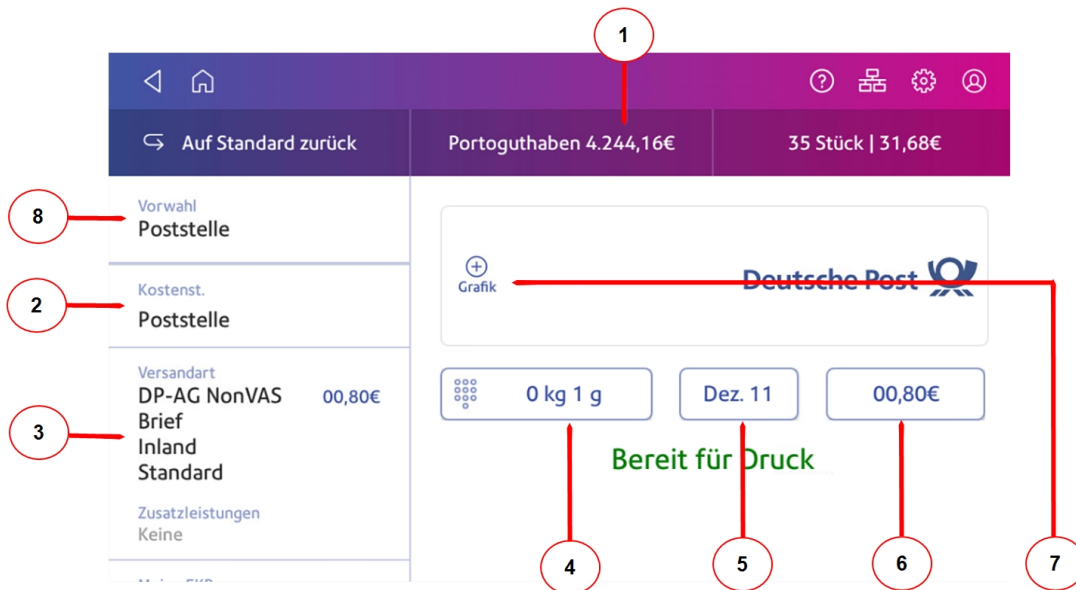 1
Auf Standard zurück
Portoguthaben 4.244,16€
35 Stück | 31,68€
8
Vorwahl
Poststelle
2
Kostenst.
Poststelle
Grafik
Deutsche Post
3
Versandart
DP-AG NonVAS 00,80€
Brief
Inland
Standard
Zusatzleistungen
Keine
0 kg 1 g
Dez. 11
00,80€
Bereit für Druck
4
5
6
7